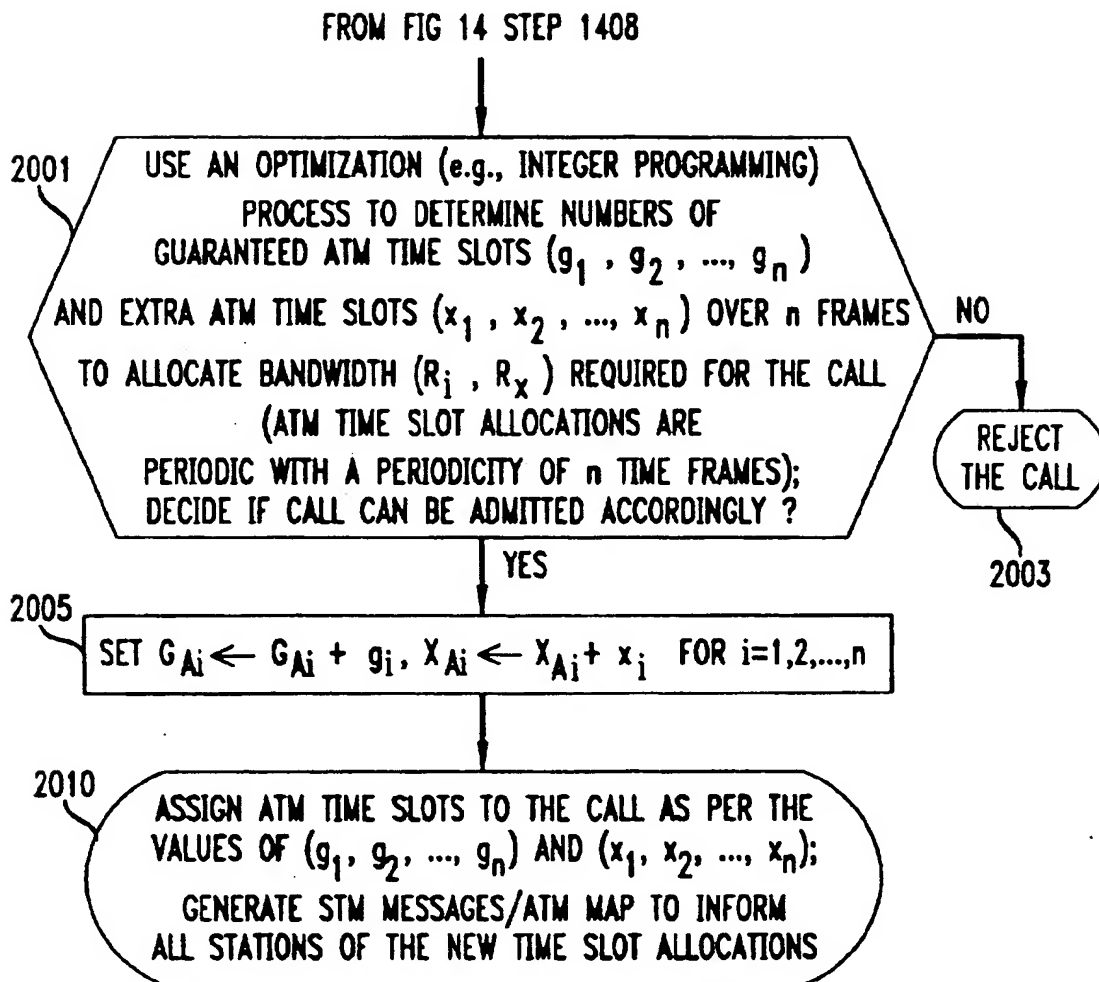 FROM FIG 14 STEP 1408
2001
USE AN OPTIMIZATION (e.g., INTEGER PROGRAMMING)
PROCESS TO DETERMINE NUMBERS OF
GUARANTEED ATM TIME SLOTS (g1 , g2 , ..., gn )
AND EXTRA ATM TIME SLOTS (x1 , x2 , ..., xn ) OVER n FRAMES
TO ALLOCATE BANDWIDTH (Ri , Rx ) REQUIRED FOR THE CALL
(ATM TIME SLOT ALLOCATIONS ARE
PERIODIC WITH A PERIODICITY OF n TIME FRAMES);
DECIDE IF CALL CAN BE ADMITTED ACCORDINGLY ?
NO
REJECT
THE CALL
2003
YES
2005
SET GAi ← GAi + gi, XAi ← XAi + xi FOR i=1,2,...,n
2010
ASSIGN ATM TIME SLOTS TO THE CALL AS PER THE
VALUES OF (g1, g2, ..., gn) AND (x1, x2, ..., xn);
GENERATE STM MESSAGES/ATM MAP TO INFORM
ALL STATIONS OF THE NEW TIME SLOT ALLOCATIONS